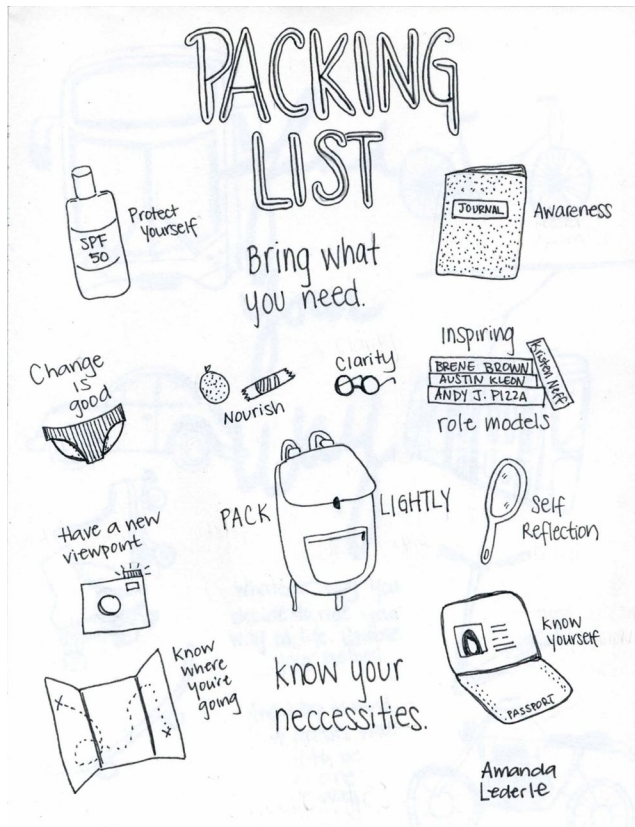 PACKING
LIST
SPF
50
Protect
Yourself
JOURNAL
Awareness
Bring what
you need.
Change
is
good
Nourish
Clarity
Inspiring
BRENE BROWN
AUSTIN KLEON
ANDY J. PIZZA
Kristen Neff
role models
PACK
LIGHTLY
Self
Reflection
Have a new
viewpoint
Know
where
you're
going
Know your
neccessities.
Know
yourself
PASSPORT
Amanda
Lederle